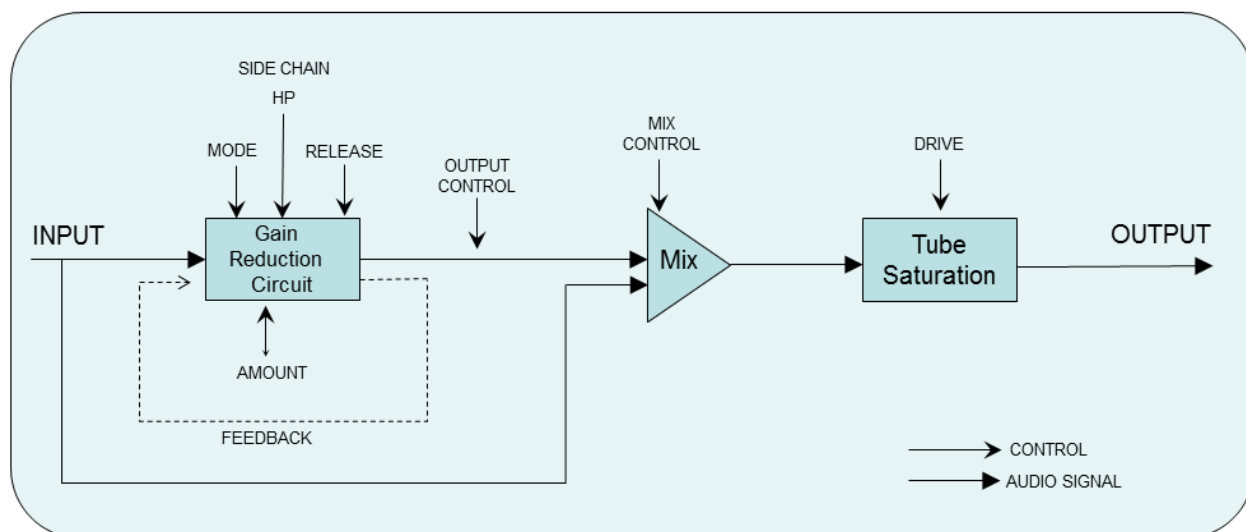 SIDE CHAIN
HP
MODE
RELEASE
OUTPUT
CONTROL
MIX
CONTROL
DRIVE
INPUT
Gain
Reduction
Circuit
Mix
Tube
Saturation
OUTPUT
AMOUNT
FEEDBACK
CONTROL
AUDIO SIGNAL